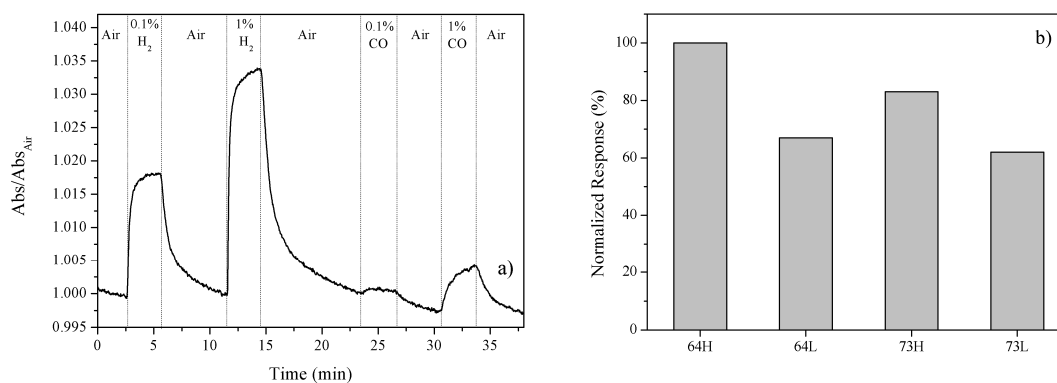 1.040
1.035
1.030
1.025
1.020
1.015
1.010
1.005
1.000
0.995
Abs/Abs_Air
Air
0.1%
H₂
Air
1%
H₂
Air
0.1%
CO
Air
1%
CO
Air
a)
0 5 10 15 20 25 30 35
Time (min)
b)
100
80
60
40
20
0
Normalized Response (%)
64H 64L 73H 73L